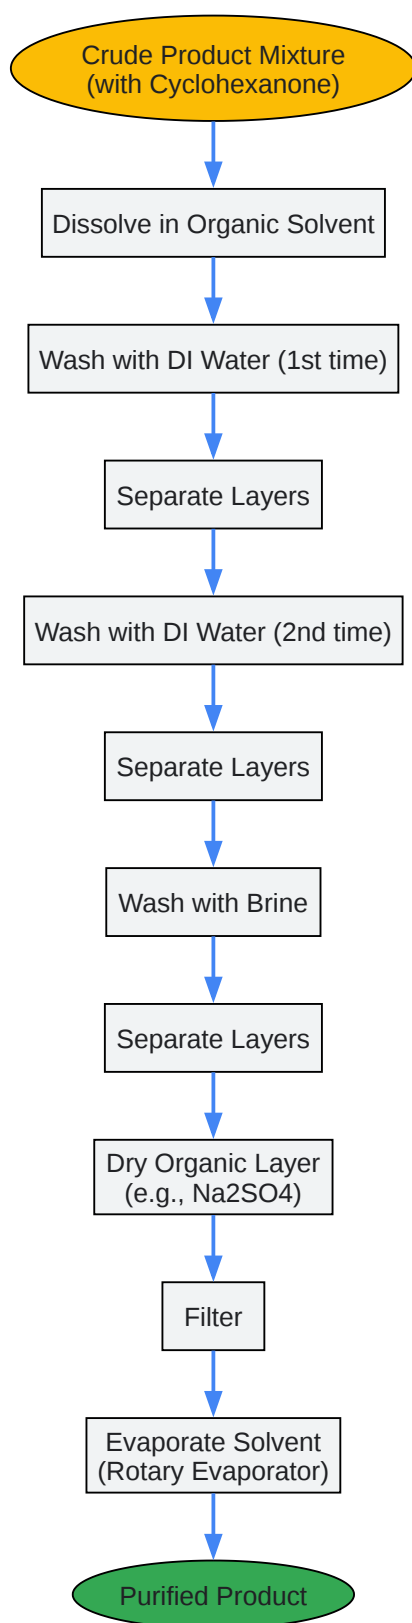 Crude Product Mixture
(with Cyclohexanone)
Dissolve in Organic Solvent
Wash with DI Water (1st time)
Separate Layers
Wash with DI Water (2nd time)
Separate Layers
Wash with Brine
Separate Layers
Dry Organic Layer
(e.g., Na2SO4)
Filter
Evaporate Solvent
(Rotary Evaporator)
Purified Product